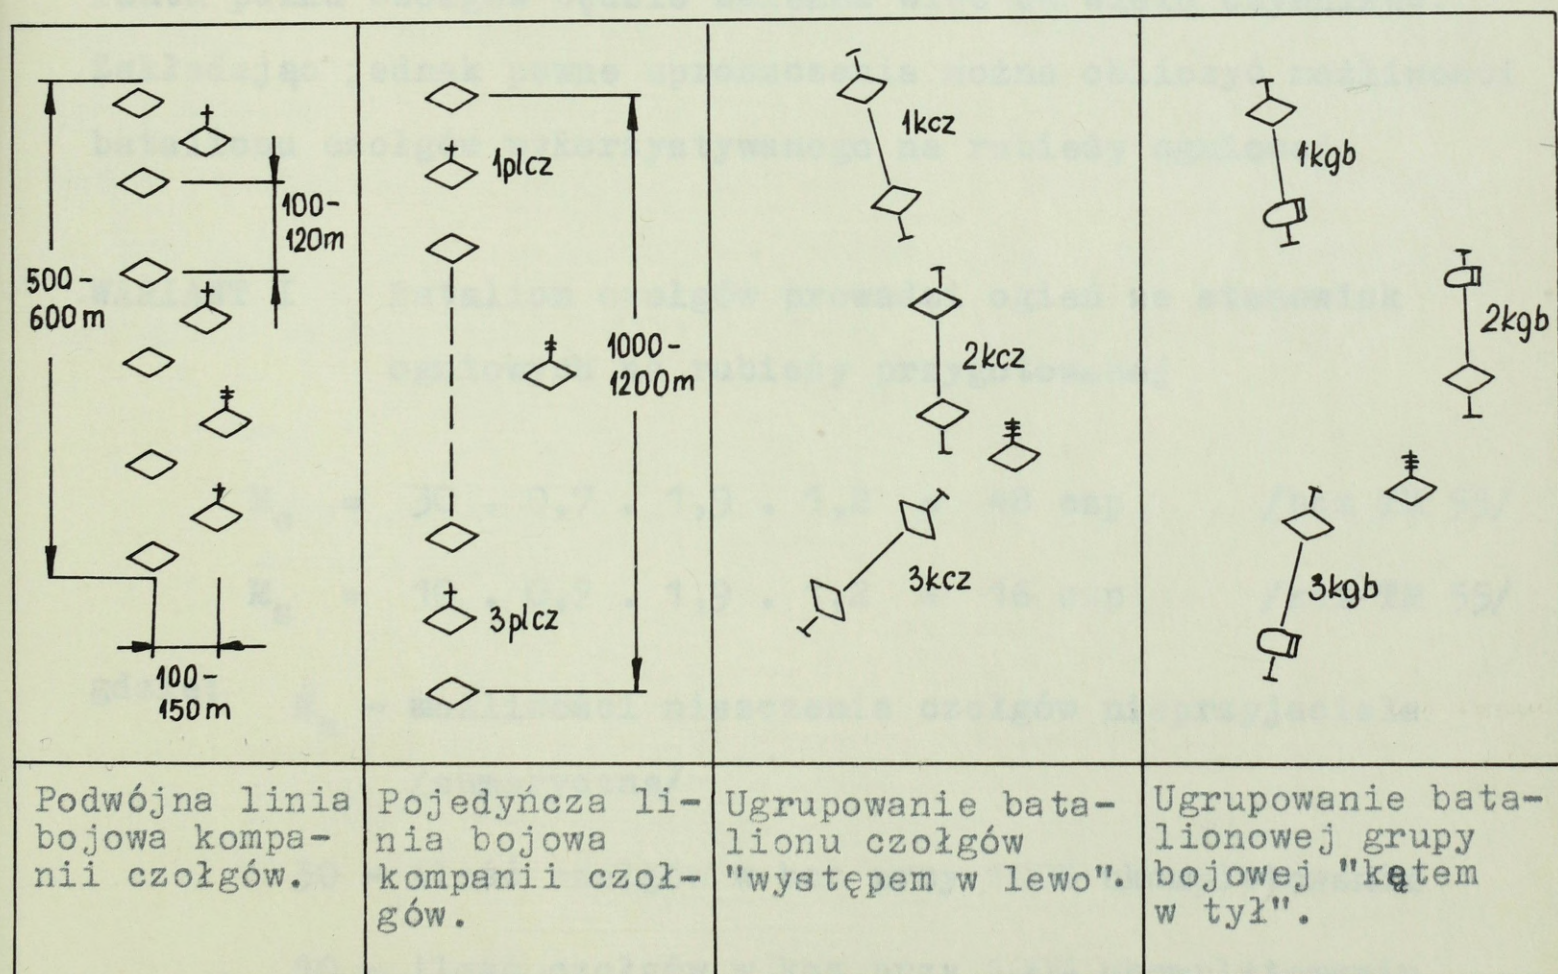 500-
600m
100-
120m
100-
150m
1plcz
3plcz
1000-
1200m
1kcz
2kcz
3kcz
1kgb
2kgb
3kgb
Podwójna linia
bojowa kompa-
nii czołgów.
Pojedyńcza li-
nia bojowa
kompanii czoł-
gów.
Ugrupowanie bata-
lionu czołgów
"występem w lewo".
Ugrupowanie bata-
lionowej grupy
bojowej "kątem
w tył".